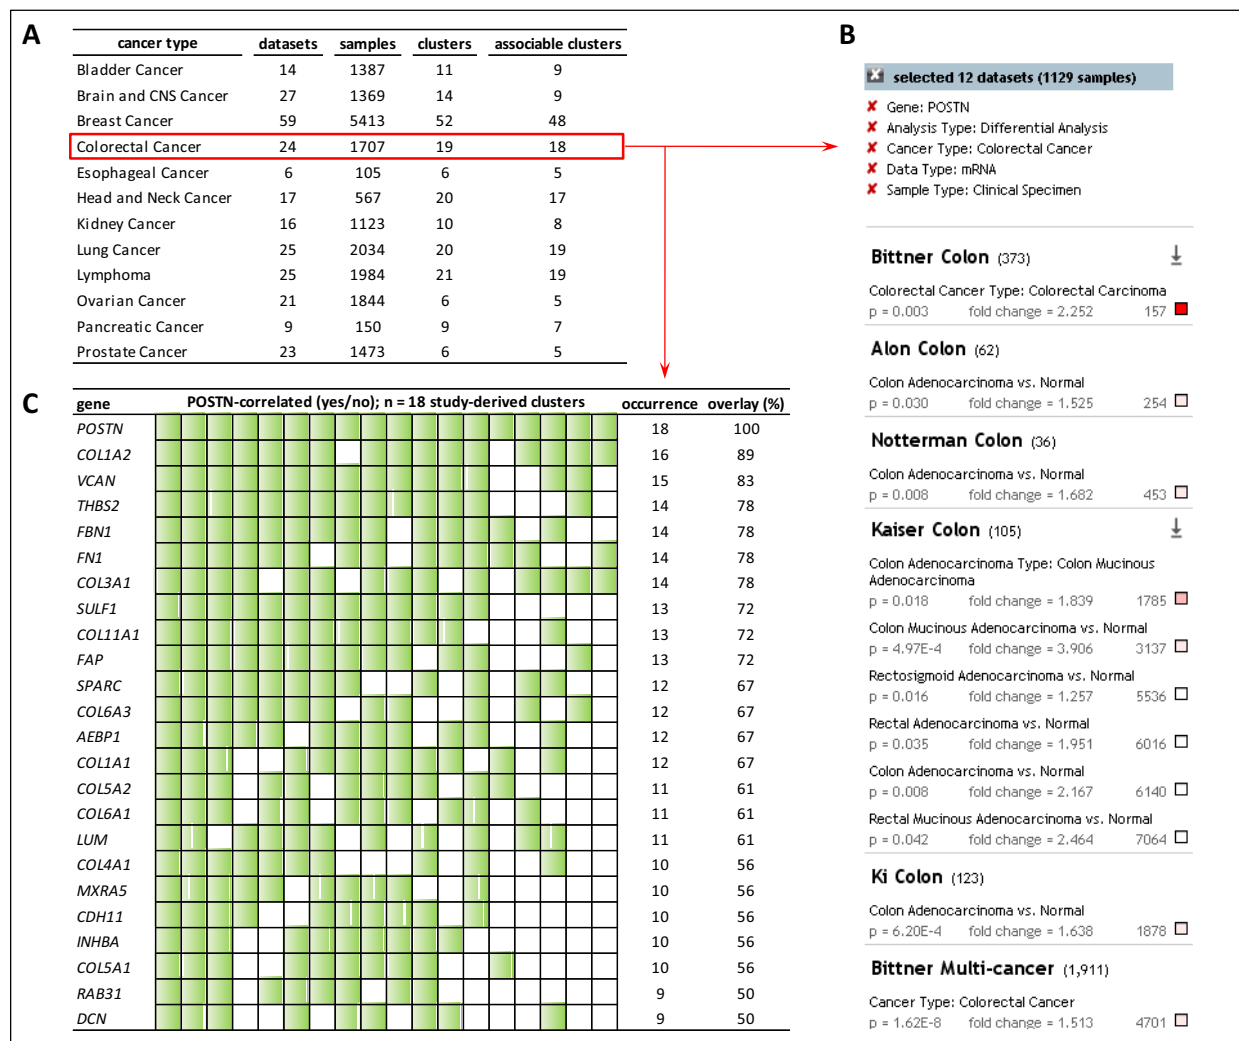 A
cancer type datasets samples clusters associable clusters
Bladder Cancer 14 1387 11 9
Brain and CNS Cancer 27 1369 14 9
Breast Cancer 59 5413 52 48
Colorectal Cancer 24 1707 19 18
Esophageal Cancer 6 105 6 5
Head and Neck Cancer 17 567 20 17
Kidney Cancer 16 1123 10 8
Lung Cancer 25 2034 20 19
Lymphoma 25 1984 21 19
Ovarian Cancer 21 1844 6 5
Pancreatic Cancer 9 150 9 7
Prostate Cancer 23 1473 6 5
B
selected 12 datasets (1129 samples)
Gene: POSTN
Analysis Type: Differential Analysis
Cancer Type: Colorectal Cancer
Data Type: mRNA
Sample Type: Clinical Specimen
Bittner Colon (373)
Colorectal Cancer Type: Colorectal Carcinoma
p = 0.003 fold change = 2.252 157
Alon Colon (62)
Colon Adenocarcinoma vs. Normal
p = 0.030 fold change = 1.525 254
Notterman Colon (36)
Colon Adenocarcinoma vs. Normal
p = 0.008 fold change = 1.682 453
Kaiser Colon (105)
Colon Adenocarcinoma Type: Colon Mucinous
Adenocarcinoma
p = 0.018 fold change = 1.839 1785
Colon Mucinous Adenocarcinoma vs. Normal
p = 4.97E-4 fold change = 3.906 3137
Rectosigmoid Adenocarcinoma vs. Normal
p = 0.016 fold change = 1.257 5536
Rectal Adenocarcinoma vs. Normal
p = 0.035 fold change = 1.951 6016
Colon Adenocarcinoma vs. Normal
p = 0.008 fold change = 2.167 6140
Rectal Mucinous Adenocarcinoma vs. Normal
p = 0.042 fold change = 2.464 7064
Ki Colon (123)
Colon Adenocarcinoma vs. Normal
p = 6.20E-4 fold change = 1.638 1878
Bittner Multi-cancer (1,911)
Cancer Type: Colorectal Cancer
p = 1.62E-8 fold change = 1.513 4701
C
gene POSTN-correlated (yes/no); n = 18 study-derived clusters occurrence overlay (%)
POSTN 18 100
COL1A2 16 89
VCAN 15 83
THBS2 14 78
FBN1 14 78
FN1 14 78
COL3A1 14 78
SULF1 13 72
COL11A1 13 72
FAP 13 72
SPARC 12 67
COL6A3 12 67
AEBP1 12 67
COL1A1 12 67
COL5A2 11 61
COL6A1 11 61
LUM 11 61
COL4A1 10 56
MXRA5 10 56
CDH11 10 56
INHBA 10 56
COL5A1 10 56
RAB31 9 50
DCN 9 50